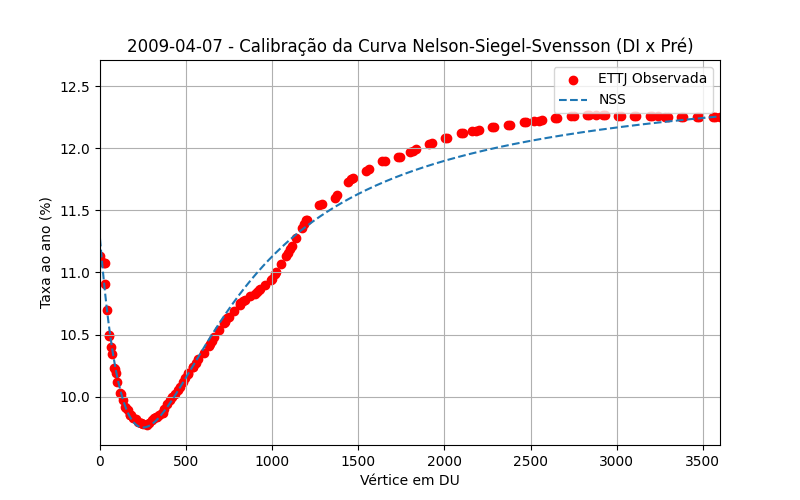 2009-04-07 - Calibração da Curva Nelson-Siegel-Svensson (DI x Pré)
ETTJ Observada
NSS
Taxa ao ano (%)
12.5
12.0
11.5
11.0
10.5
10.0
0 500 1000 1500 2000 2500 3000 3500
Vértice em DU